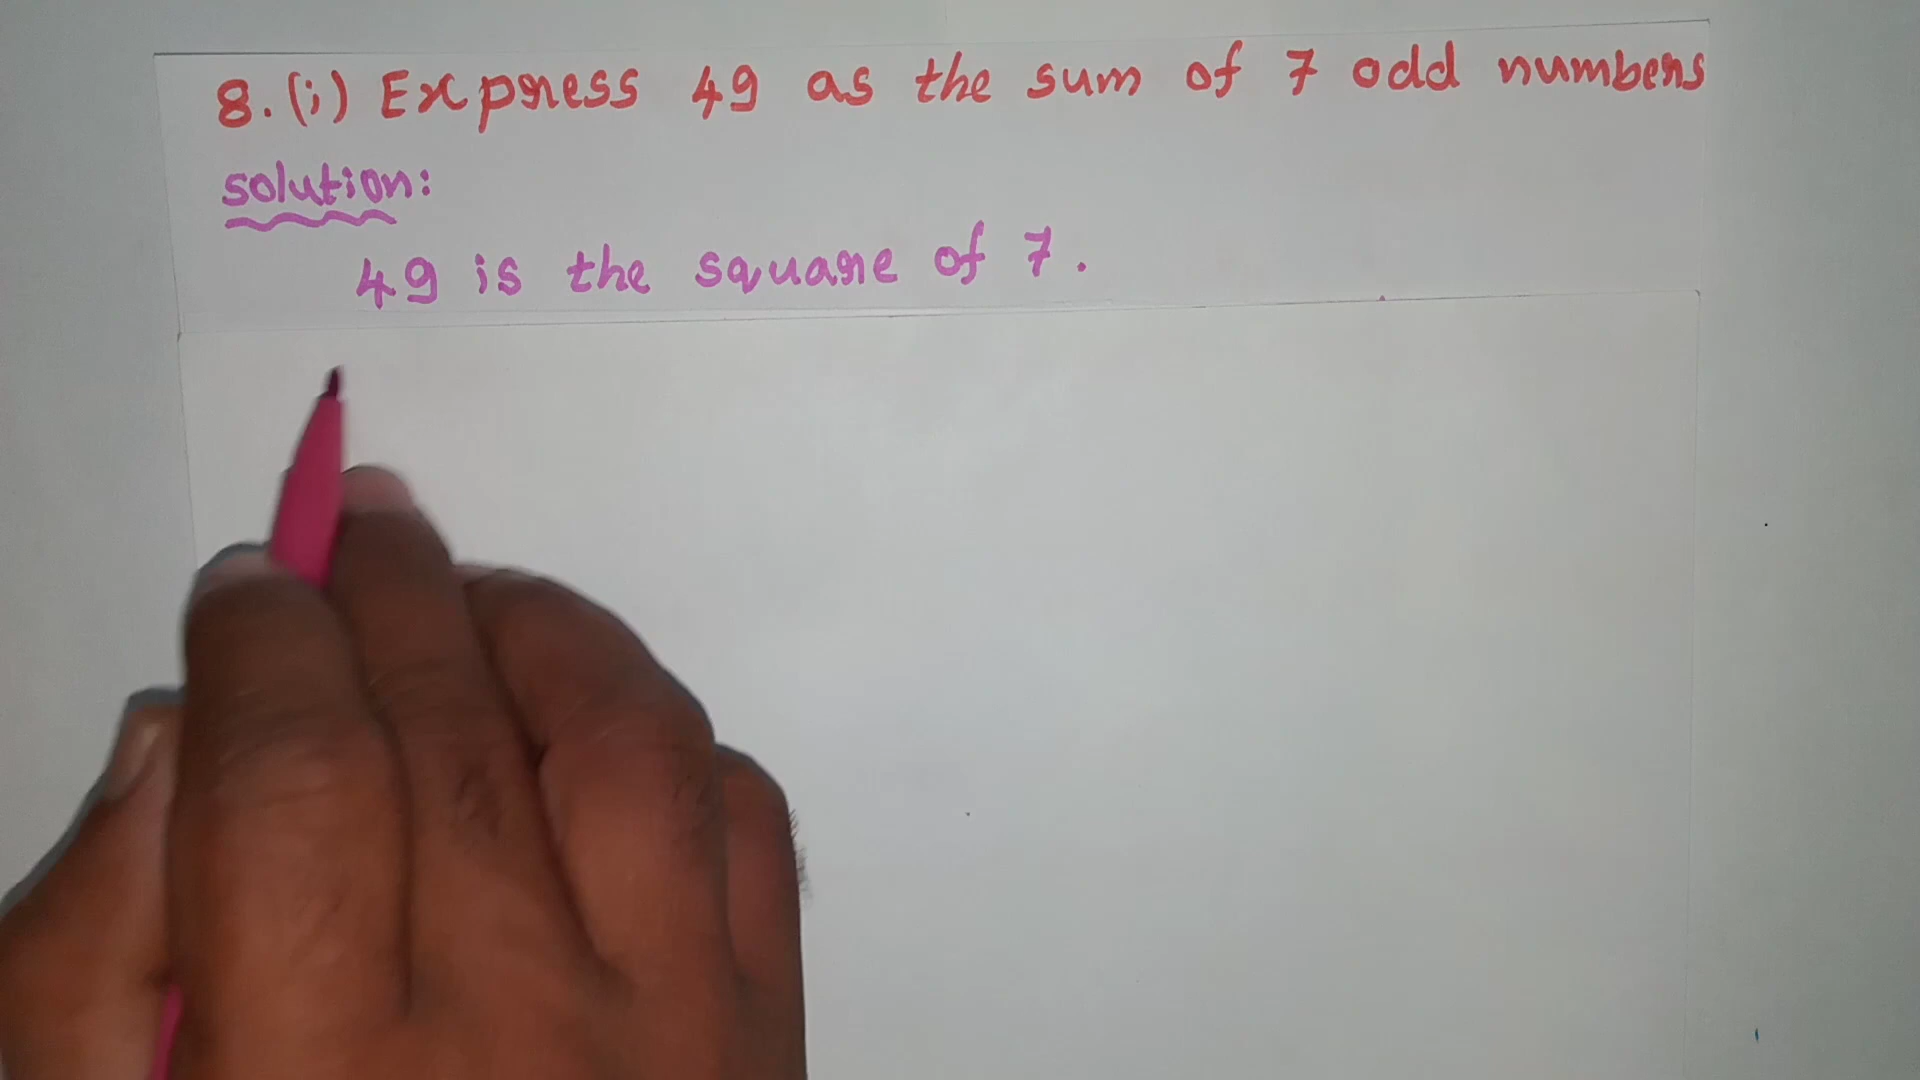 8. (i) Express 49 as the sum of 7 odd numbers
solution:
49 is the square of 7.